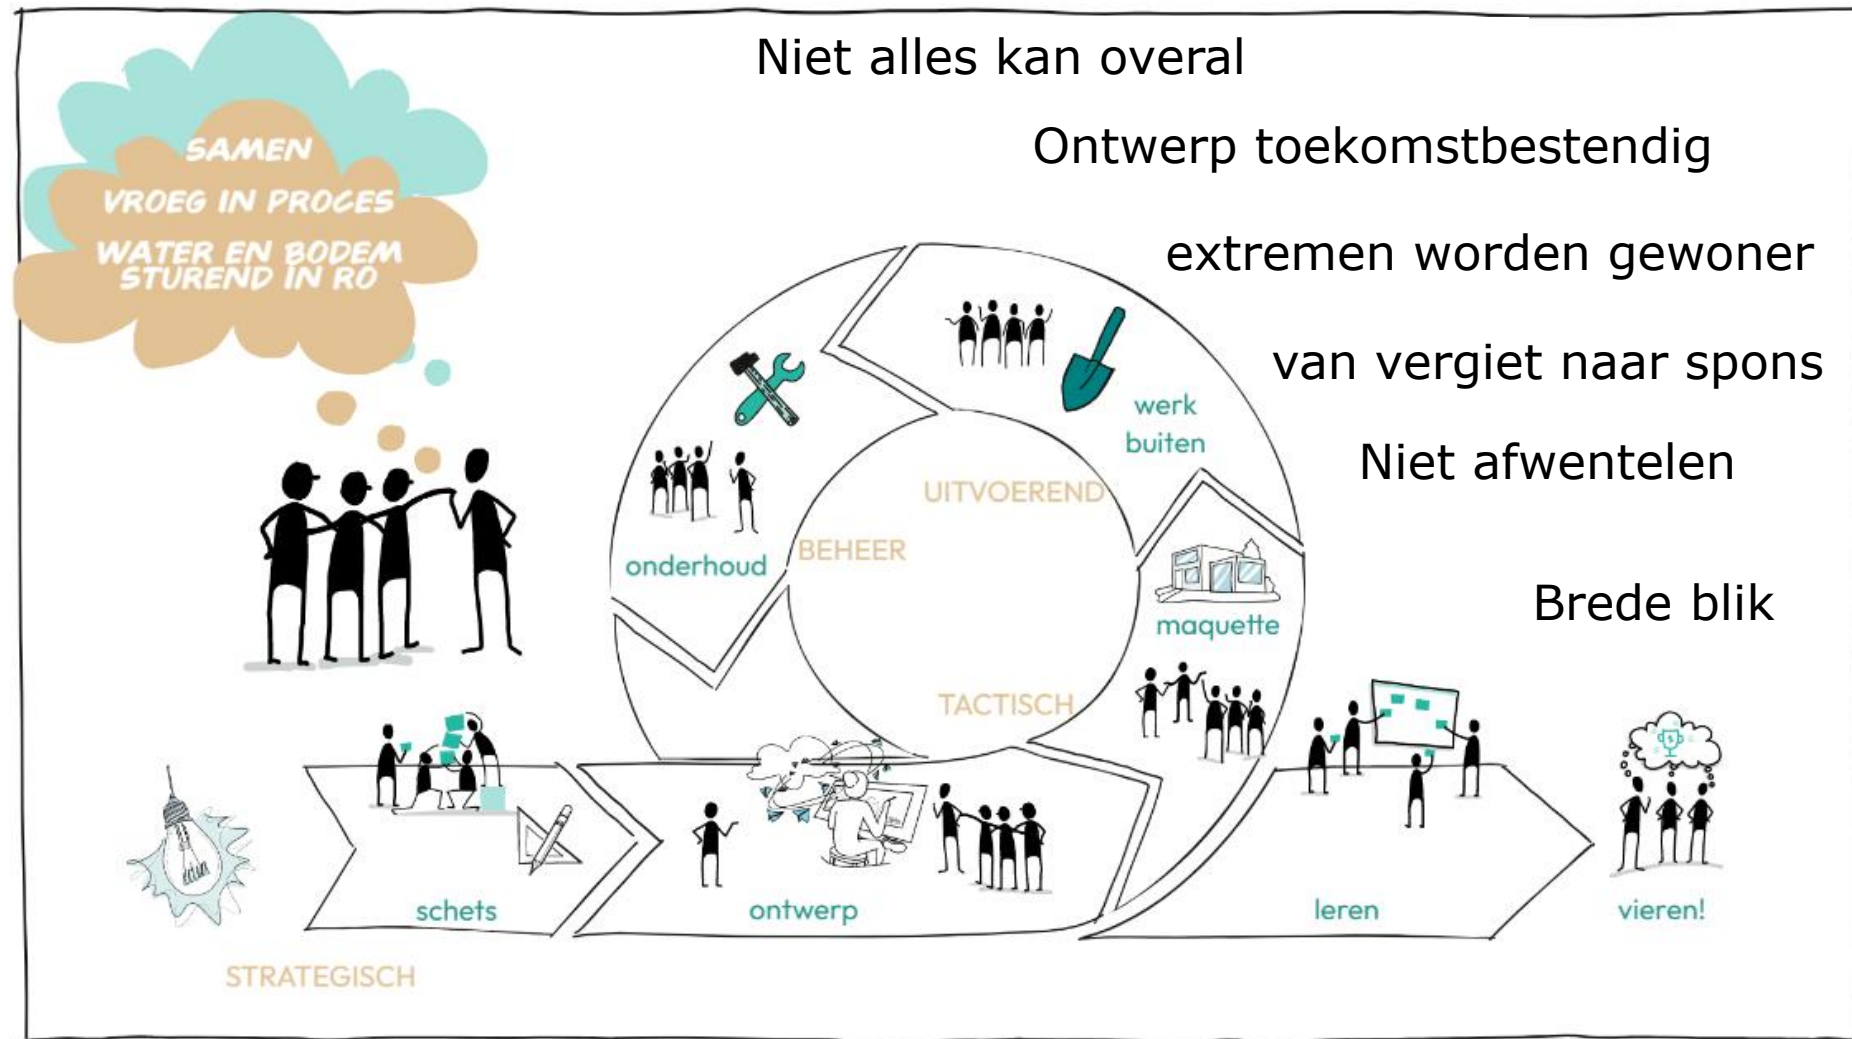 Niet alles kan overal
Ontwerp toekomstbestendig
extremen worden gewoner
van vergiet naar spons
Niet afwentelen
Brede blik
SAMEN
VROEG IN PROCES
WATER EN BODEM
STUREND IN RO
werk
buiten
UITVOEREND
BEHEER
onderhoud
maquette
TACTISCH
schets
ontwerp
leren
vieren!
STRATEGISCH